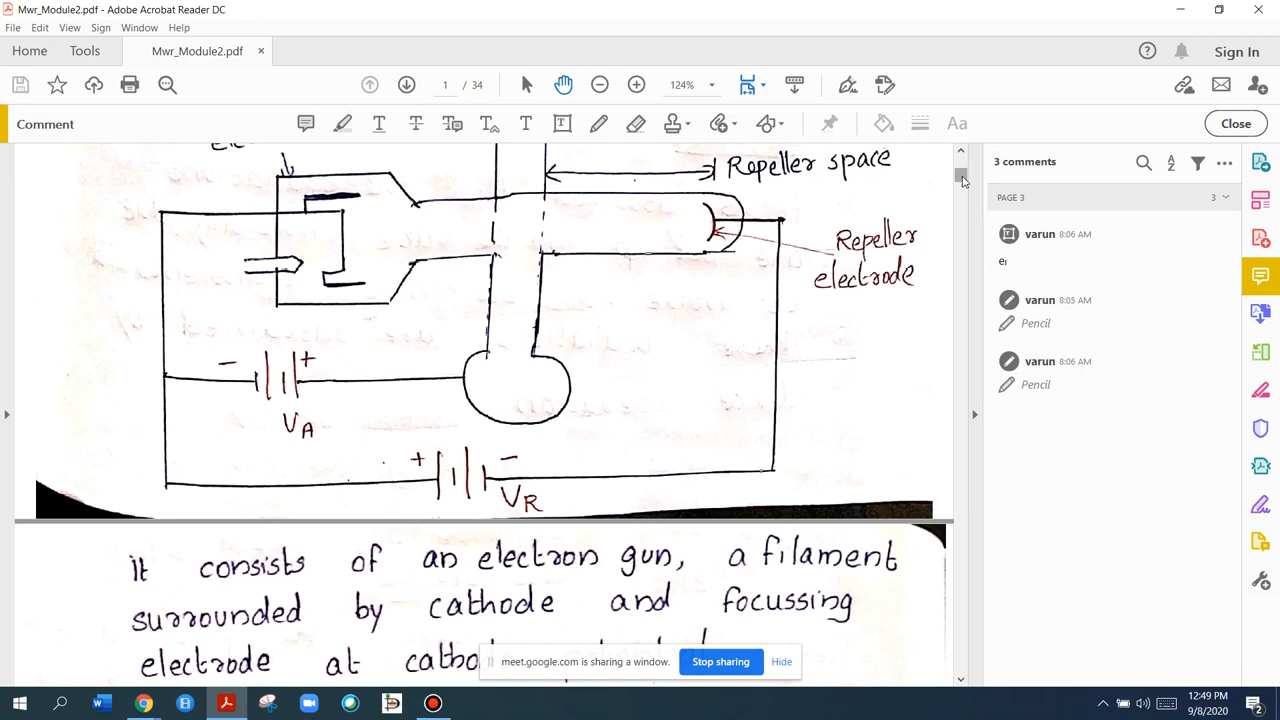 Mwr_Module2.pdf - Adobe Acrobat Reader DC
File Edit View Sign Window Help
Home Tools Mwr_Module2.pdf × Sign In
1 / 34 124%
Comment Close
Repeller space
Repeller
electrode
− +
VA
+ −
VR
it consists of an electron gun, a filament
surrounded by cathode and focussing
electrode at
meet.google.com is sharing a window. Stop sharing Hide
3 comments
PAGE 3 3
varun 8:06 AM
varun 8:05 AM
Pencil
varun 8:06 AM
Pencil
12:49 PM
9/8/2020
2